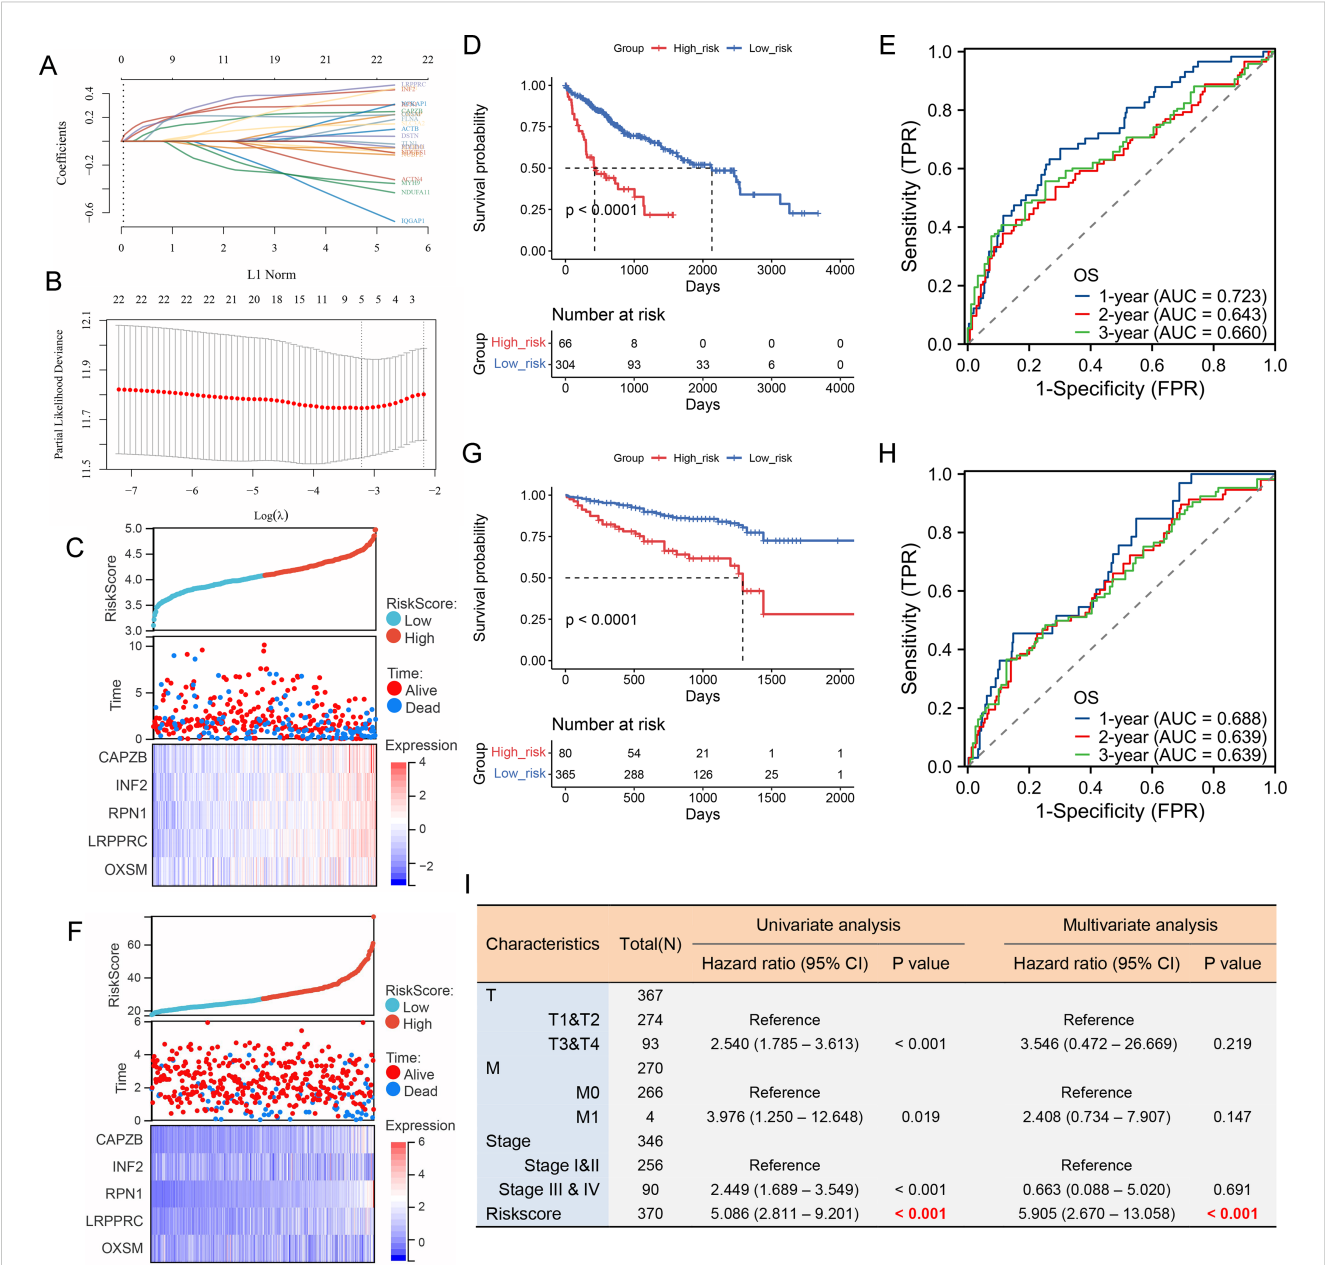 A
0 9 11 19 21 22 22
Coefficients
0.4
0.2
−0.2
−0.6
LRPPRC
INF2
CAPZB
FLNA
ACTB
DSTN
ACTN4
MYH9
NDUFA11
IQGAP1
0 1 2 3 4 5 6
L1 Norm
B
22 22 22 22 22 21 20 18 15 11 9 5 5 4 3
Partial Likelihood Deviance
12.1
11.9
11.7
11.5
−7 −6 −5 −4 −3 −2
Log(λ)
C
RiskScore
5.0
4.5
4.0
3.5
3.0
RiskScore:
Low
High
Time
10
5
0
Time:
Alive
Dead
CAPZB
INF2
RPN1
LRPPRC
OXSM
Expression
4
2
0
−2
D
Group High_risk Low_risk
Survival probability
1.00
0.75
0.50
0.25
0.00
p < 0.0001
0 1000 2000 3000 4000
Days
Number at risk
Group
High_risk 66 8 0 0 0
Low_risk 304 93 33 6 0
0 1000 2000 3000 4000
Days
E
Sensitivity (TPR)
1.0
0.8
0.6
0.4
0.2
0.0
OS
1-year (AUC = 0.723)
2-year (AUC = 0.643)
3-year (AUC = 0.660)
0.0 0.2 0.4 0.6 0.8 1.0
1-Specificity (FPR)
F
RiskScore
60
40
20
RiskScore:
Low
High
Time
6
4
2
0
Time:
Alive
Dead
CAPZB
INF2
RPN1
LRPPRC
OXSM
Expression
6
4
2
0
G
Group High_risk Low_risk
Survival probability
1.00
0.75
0.50
0.25
0.00
p < 0.0001
0 500 1000 1500 2000
Days
Number at risk
Group
High_risk 80 54 21 1 1
Low_risk 365 288 126 25 1
0 500 1000 1500 2000
Days
H
Sensitivity (TPR)
1.0
0.8
0.6
0.4
0.2
0.0
OS
1-year (AUC = 0.688)
2-year (AUC = 0.639)
3-year (AUC = 0.639)
0.0 0.2 0.4 0.6 0.8 1.0
1-Specificity (FPR)
I
Characteristics Total(N) Univariate analysis Multivariate analysis
Hazard ratio (95% CI) P value Hazard ratio (95% CI) P value
T 367
T1&T2 274 Reference Reference
T3&T4 93 2.540 (1.785 – 3.613) < 0.001 3.546 (0.472 – 26.669) 0.219
M 270
M0 266 Reference Reference
M1 4 3.976 (1.250 – 12.648) 0.019 2.408 (0.734 – 7.907) 0.147
Stage 346
Stage I&II 256 Reference Reference
Stage III & IV 90 2.449 (1.689 – 3.549) < 0.001 0.663 (0.088 – 5.020) 0.691
Riskscore 370 5.086 (2.811 – 9.201) < 0.001 5.905 (2.670 – 13.058) < 0.001